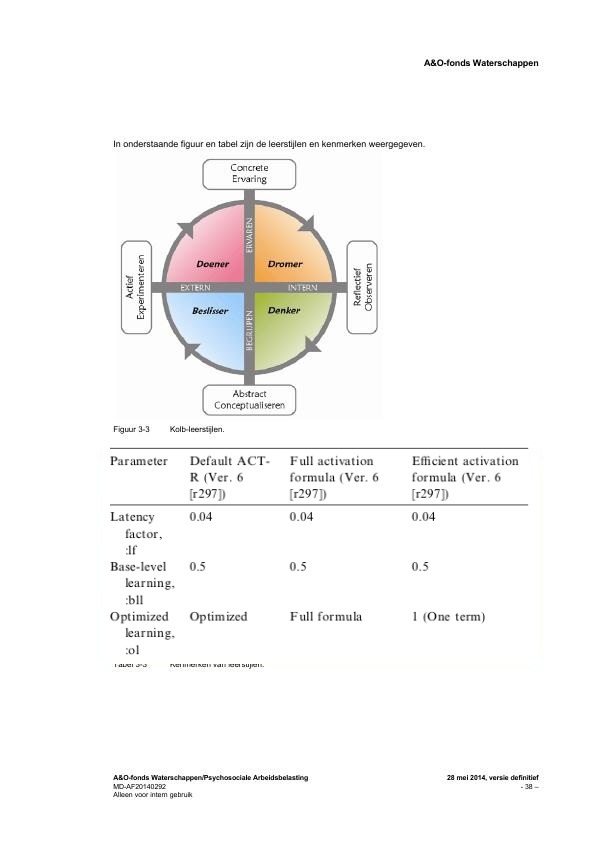 A&O-fonds Waterschappen
In onderstaande figuur en tabel zijn de leerstijlen en kenmerken weergegeven.
Concrete
Ervaring
Actief
Experimenteren
ERVAREN
Doener
Dromer
Reflectief
Observeren
EXTERN
INTERN
Beslisser
Denker
BEGRIJPEN
Abstract
Conceptualiseren
Figuur 3-3 Kolb-leerstijlen.
Parameter Default ACT- Full activation Efficient activation
R (Ver. 6 formula (Ver. 6 formula (Ver. 6
[r297]) [r297]) [r297])
Latency 0.04 0.04 0.04
factor,
:lf
Base-level 0.5 0.5 0.5
learning,
:bll
Optimized Optimized Full formula 1 (One term)
learning,
:ol
Tabel 3-3 Kenmerken van leerstijlen.
A&O-fonds Waterschappen/Psychosociale Arbeidsbelasting 28 mei 2014, versie definitief
MD-AF20140292 - 38 –
Alleen voor intern gebruik